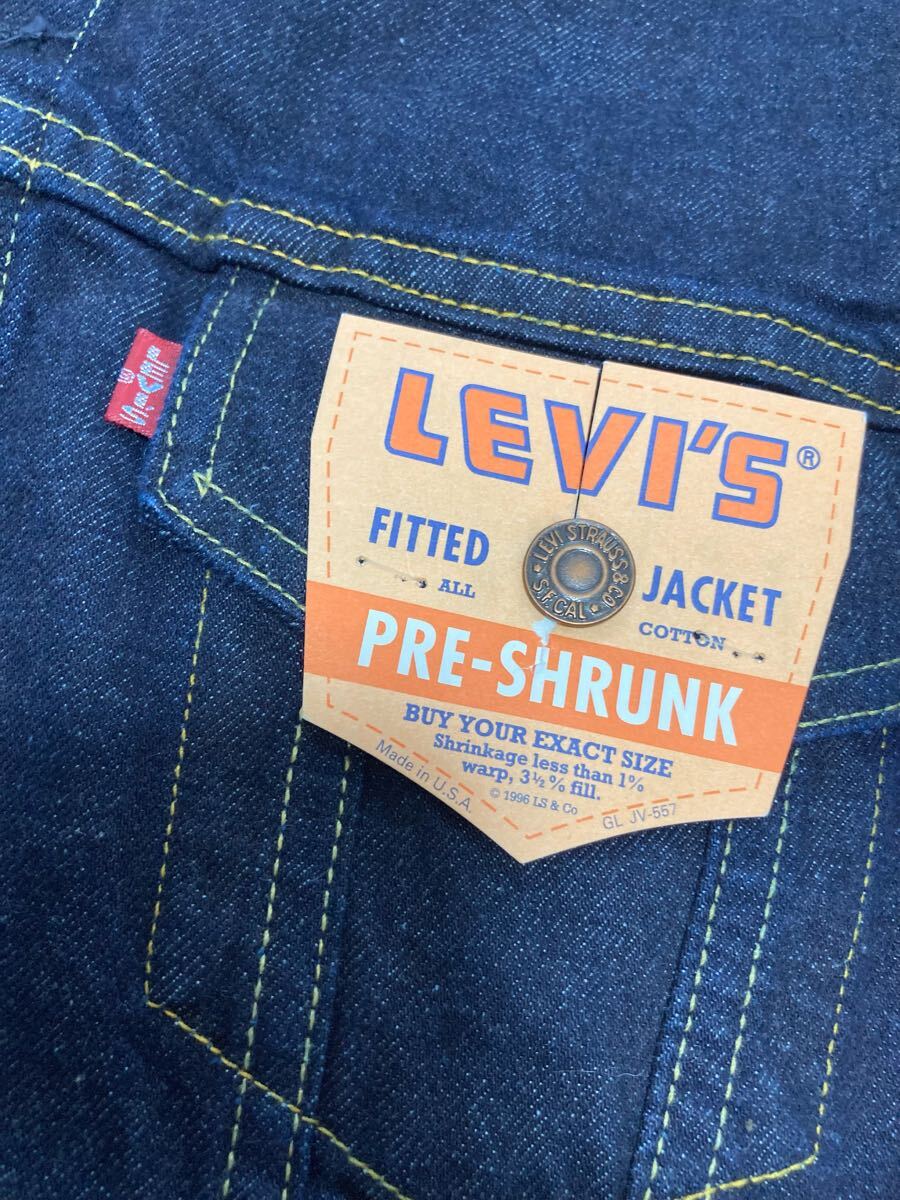 LEVI'S®
FITTED JACKET
ALL COTTON
LEVI STRAUSS & CO
S.F. CAL
PRE-SHRUNK
BUY YOUR EXACT SIZE
Shrinkage less than 1%
warp, 3½% fill.
Made in U.S.A.
© 1996 LS & Co
GL JV-557
LEVI'S ®